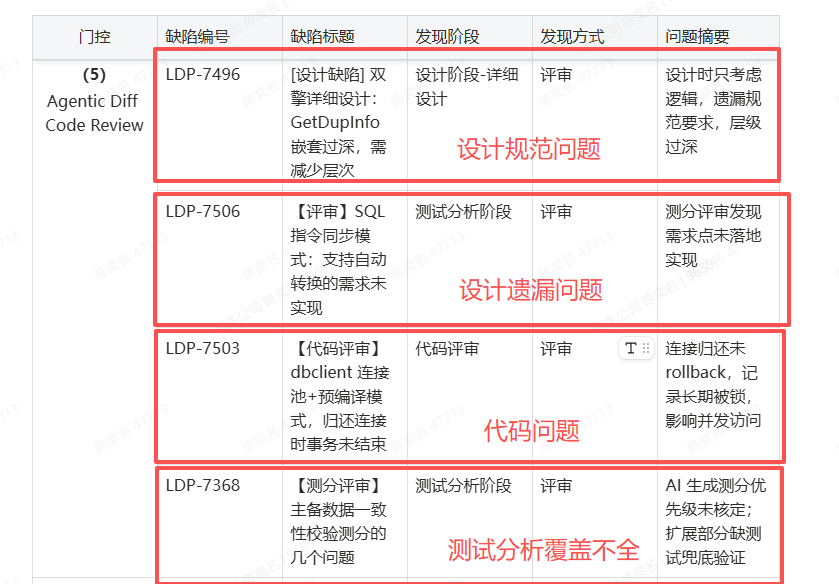 门控
缺陷编号
缺陷标题
发现阶段
发现方式
问题摘要
(5)
Agentic Diff
Code Review
LDP-7496
[设计缺陷] 双
擎详细设计：
GetDupInfo
嵌套过深，需
减少层次
设计阶段-详细
设计
评审
设计时只考虑
逻辑，遗漏规
范要求，层级
过深
设计规范问题
LDP-7506
【评审】SQL
指令同步模
式：支持自动
转换的需求未
实现
测试分析阶段
评审
测分评审发现
需求点未落地
实现
设计遗漏问题
LDP-7503
【代码评审】
dbclient 连接
池+预编译模
式，归还连接
时事务未结束
代码评审
评审
T
连接归还未
rollback，记
录长期被锁，
影响并发访问
代码问题
LDP-7368
【测分评审】
主备数据一致
性校验测分的
几个问题
测试分析阶段
评审
AI 生成测分优
先级未核定；
扩展部分缺测
试兜底验证
测试分析覆盖不全